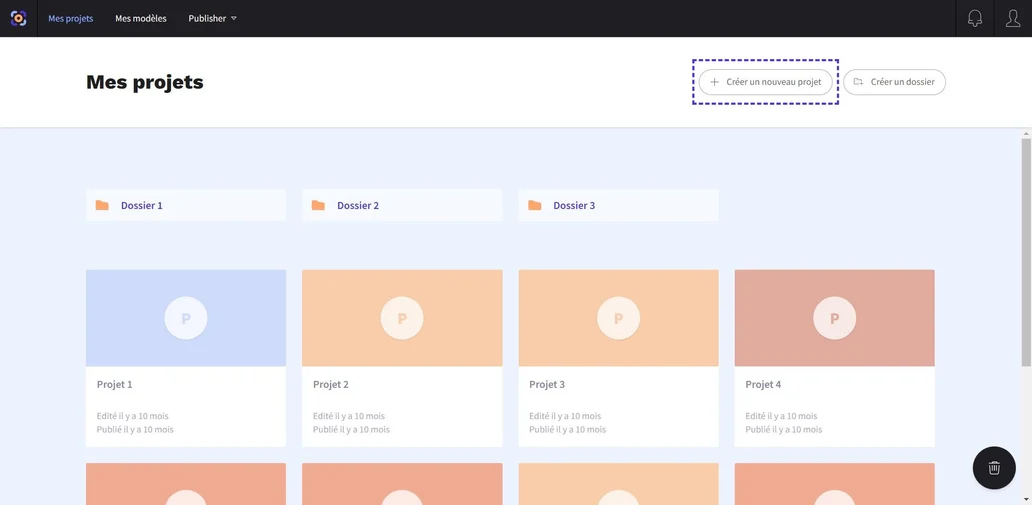 Mes projets
Mes modèles
Publisher
Mes projets
Créer un nouveau projet
Créer un dossier
Dossier 1
Dossier 2
Dossier 3
P
P
P
P
Projet 1
Projet 2
Projet 3
Projet 4
Edité il y a 10 mois
Edité il y a 10 mois
Edité il y a 10 mois
Edité il y a 10 mois
Publié il y a 10 mois
Publié il y a 10 mois
Publié il y a 10 mois
Publié il y a 10 mois